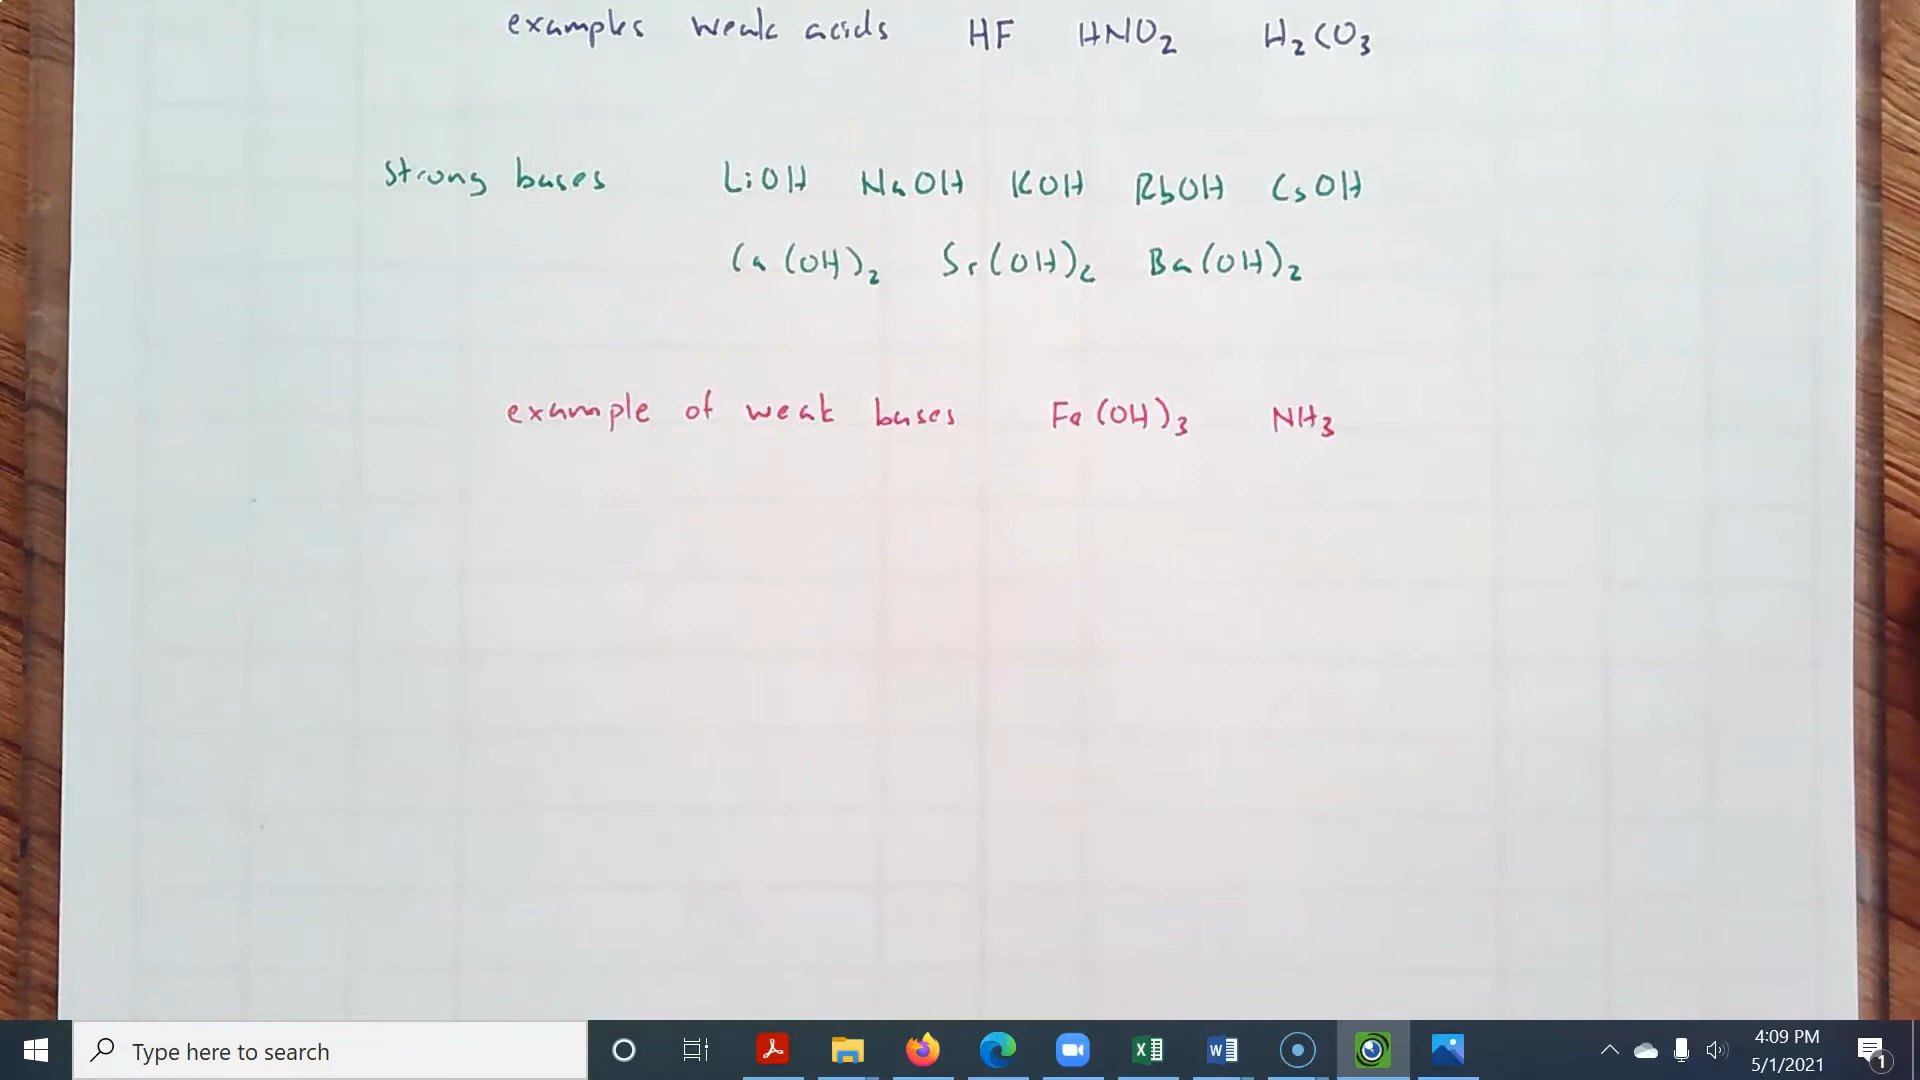 examples weak acids HF HNO₂ H₂CO₃
strong bases LiOH NaOH KOH RbOH CsOH
Ca(OH)₂ Sr(OH)₂ Ba(OH)₂
example of weak bases Fe(OH)₃ NH₃
Type here to search
4:09 PM
5/1/2021
1